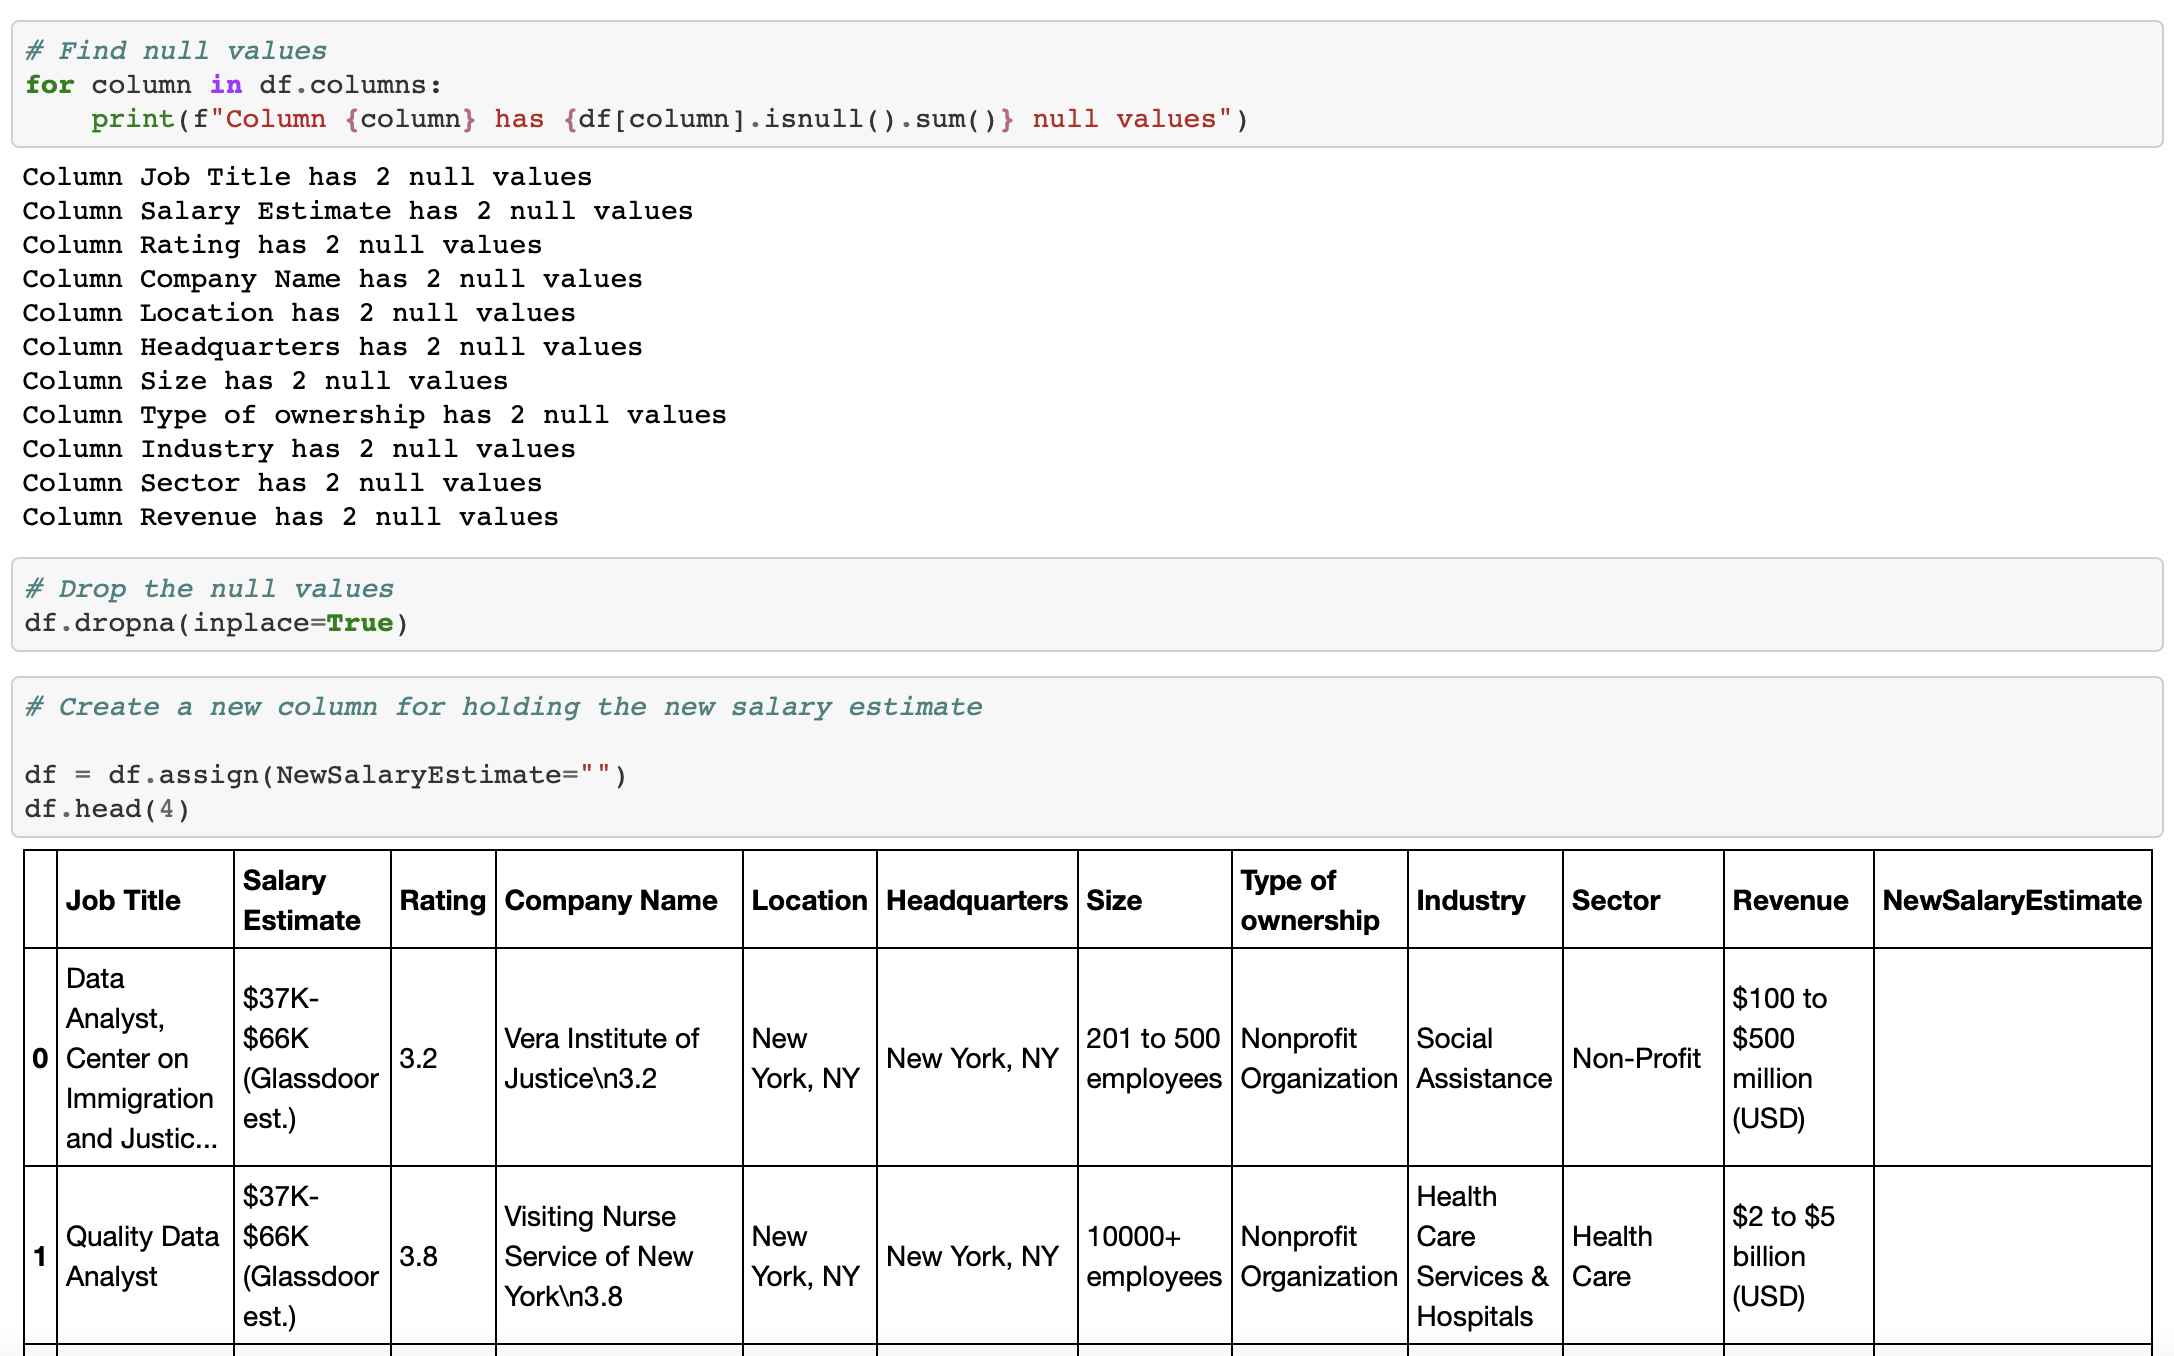 # Find null values
for column in df.columns:
    print(f"Column {column} has {df[column].isnull().sum()} null values")
Column Job Title has 2 null values
Column Salary Estimate has 2 null values
Column Rating has 2 null values
Column Company Name has 2 null values
Column Location has 2 null values
Column Headquarters has 2 null values
Column Size has 2 null values
Column Type of ownership has 2 null values
Column Industry has 2 null values
Column Sector has 2 null values
Column Revenue has 2 null values
# Drop the null values
df.dropna(inplace=True)
# Create a new column for holding the new salary estimate
df = df.assign(NewSalaryEstimate="")
df.head(4)
Job Title
Salary
Estimate
Rating
Company Name
Location
Headquarters
Size
Type of
ownership
Industry
Sector
Revenue
NewSalaryEstimate
0
Data
Analyst,
Center on
Immigration
and Justic...
$37K-
$66K
(Glassdoor
est.)
3.2
Vera Institute of
Justice\n3.2
New
York, NY
New York, NY
201 to 500
employees
Nonprofit
Organization
Social
Assistance
Non-Profit
$100 to
$500
million
(USD)
1
Quality Data
Analyst
$37K-
$66K
(Glassdoor
est.)
3.8
Visiting Nurse
Service of New
York\n3.8
New
York, NY
New York, NY
10000+
employees
Nonprofit
Organization
Health
Care
Services &
Hospitals
Health
Care
$2 to $5
billion
(USD)